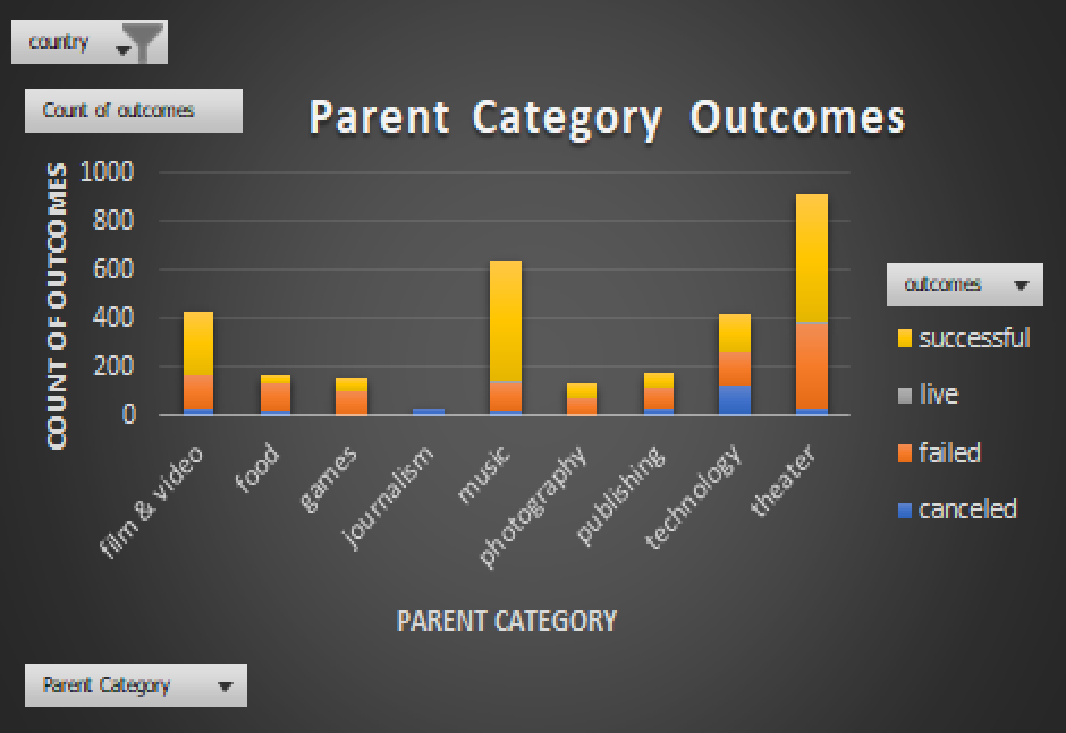 country
Count of outcomes
Parent Category Outcomes
COUNT OF OUTCOMES
1000
800
600
400
200
0
film & video
food
games
journalism
music
photography
publishing
technology
theater
PARENT CATEGORY
outcomes
successful
live
failed
canceled
Parent Category